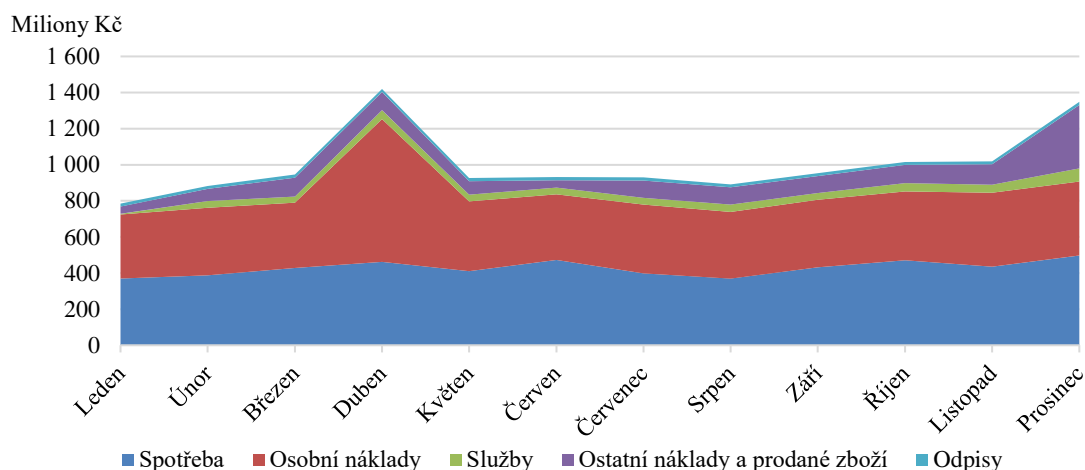 Miliony Kč
1 600
1 400
1 200
1 000
800
600
400
200
0
Leden
Únor
Březen
Duben
Květen
Červen
Červenec
Srpen
Září
Říjen
Listopad
Prosinec
Spotřeba Osobní náklady Služby Ostatní náklady a prodané zboží Odpisy